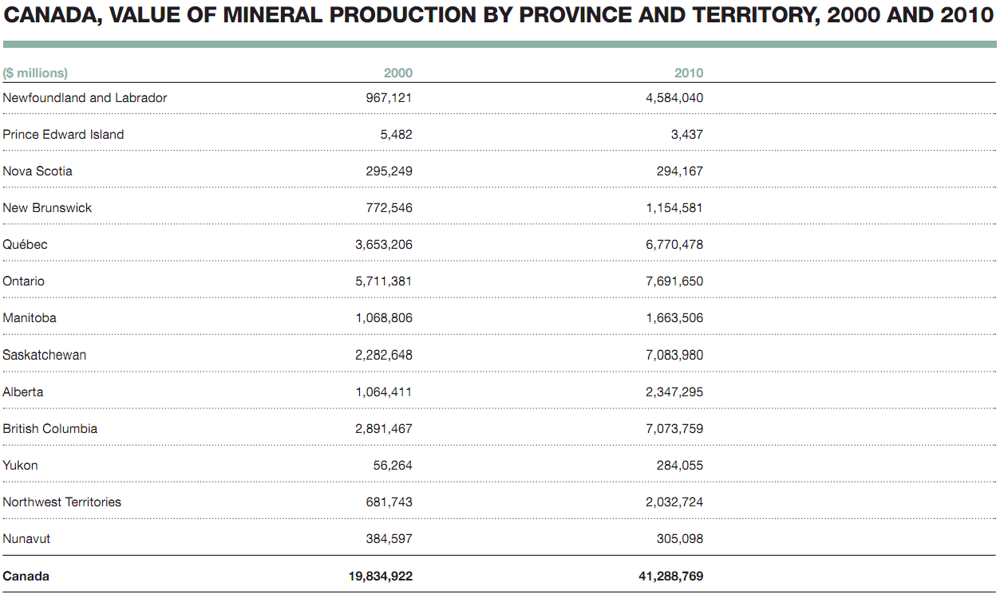 CANADA, VALUE OF MINERAL PRODUCTION BY PROVINCE AND TERRITORY, 2000 AND 2010
($ millions) 2000 2010
Newfoundland and Labrador 967,121 4,584,040
Prince Edward Island 5,482 3,437
Nova Scotia 295,249 294,167
New Brunswick 772,546 1,154,581
Québec 3,653,206 6,770,478
Ontario 5,711,381 7,691,650
Manitoba 1,068,806 1,663,506
Saskatchewan 2,282,648 7,083,980
Alberta 1,064,411 2,347,295
British Columbia 2,891,467 7,073,759
Yukon 56,264 284,055
Northwest Territories 681,743 2,032,724
Nunavut 384,597 305,098
Canada 19,834,922 41,288,769